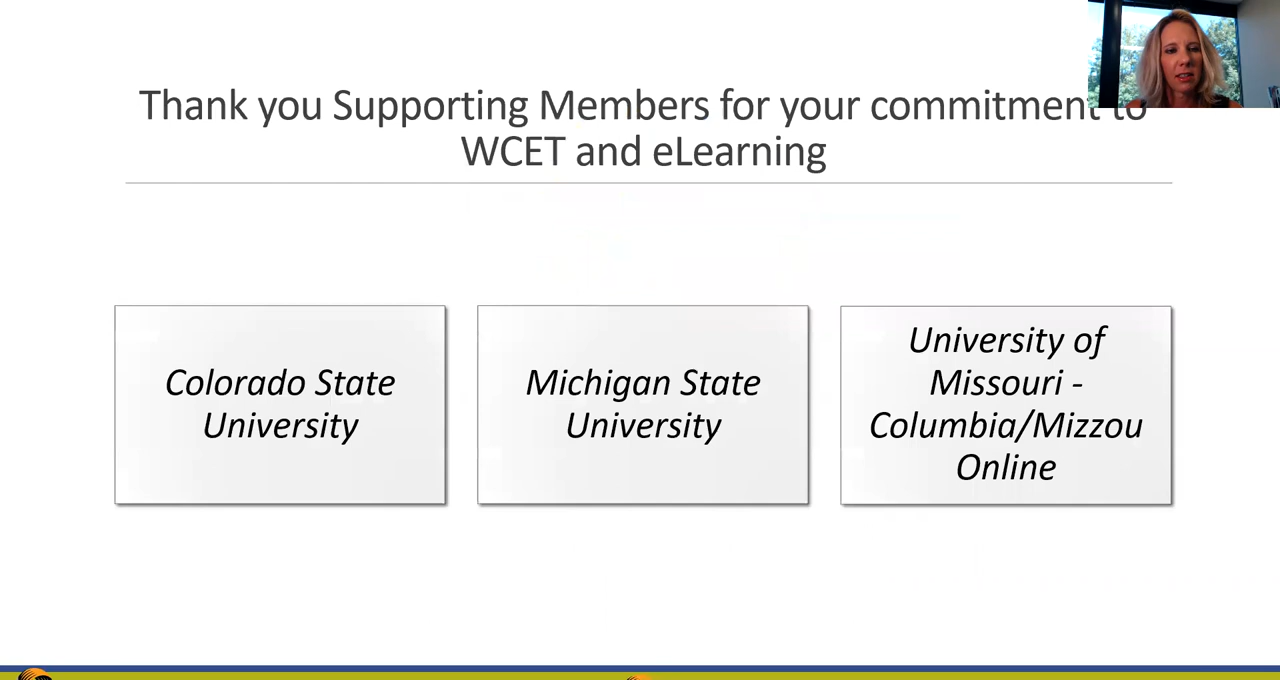 Thank you Supporting Members for your commitment to
WCET and eLearning
Colorado State
University
Michigan State
University
University of
Missouri -
Columbia/Mizzou
Online